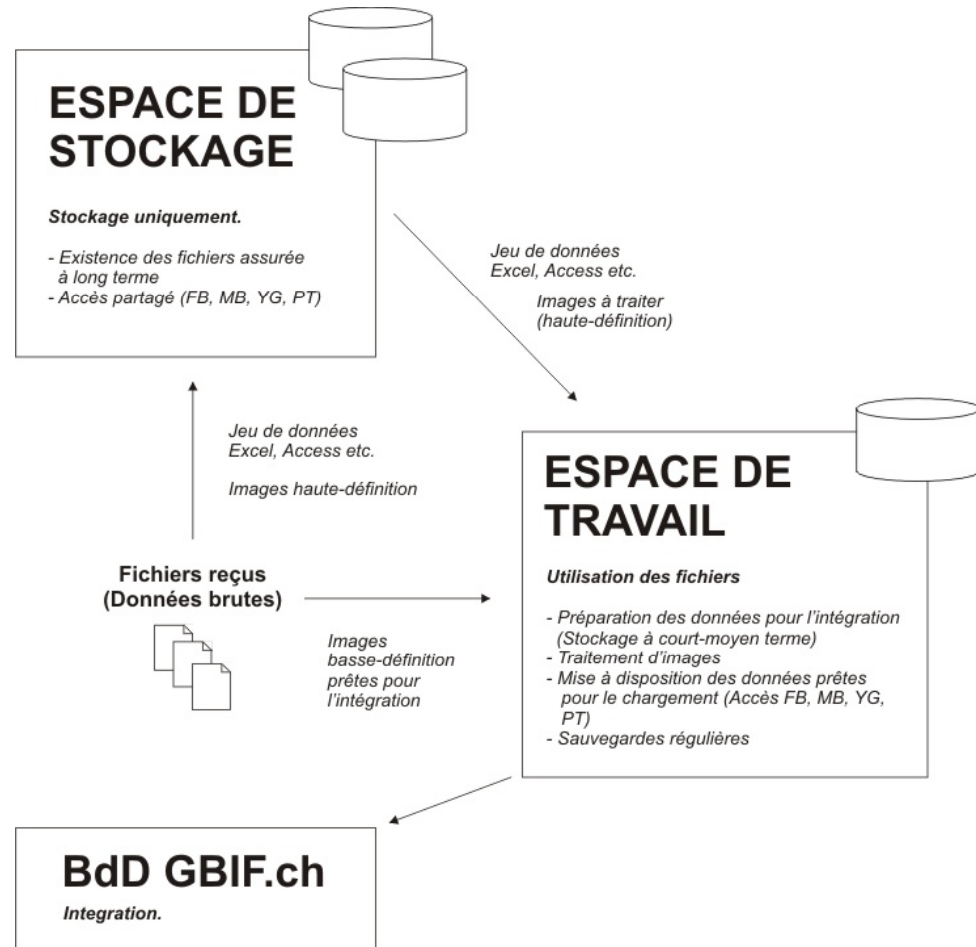 ESPACE DE
STOCKAGE
Stockage uniquement.
- Existence des fichiers assurée
à long terme
- Accès partagé (FB, MB, YG, PT)
Jeu de données
Excel, Access etc.
Images à traiter
(haute-définition)
Jeu de données
Excel, Access etc.
Images haute-définition
Fichiers reçus
(Données brutes)
Images
basse-définition
prêtes pour
l'intégration
ESPACE DE
TRAVAIL
Utilisation des fichiers
- Préparation des données pour l'intégration
(Stockage à court-moyen terme)
- Traitement d'images
- Mise à disposition des données prêtes
pour le chargement (Accès FB, MB, YG,
PT)
- Sauvegardes régulières
BdD GBIF.ch
Integration.